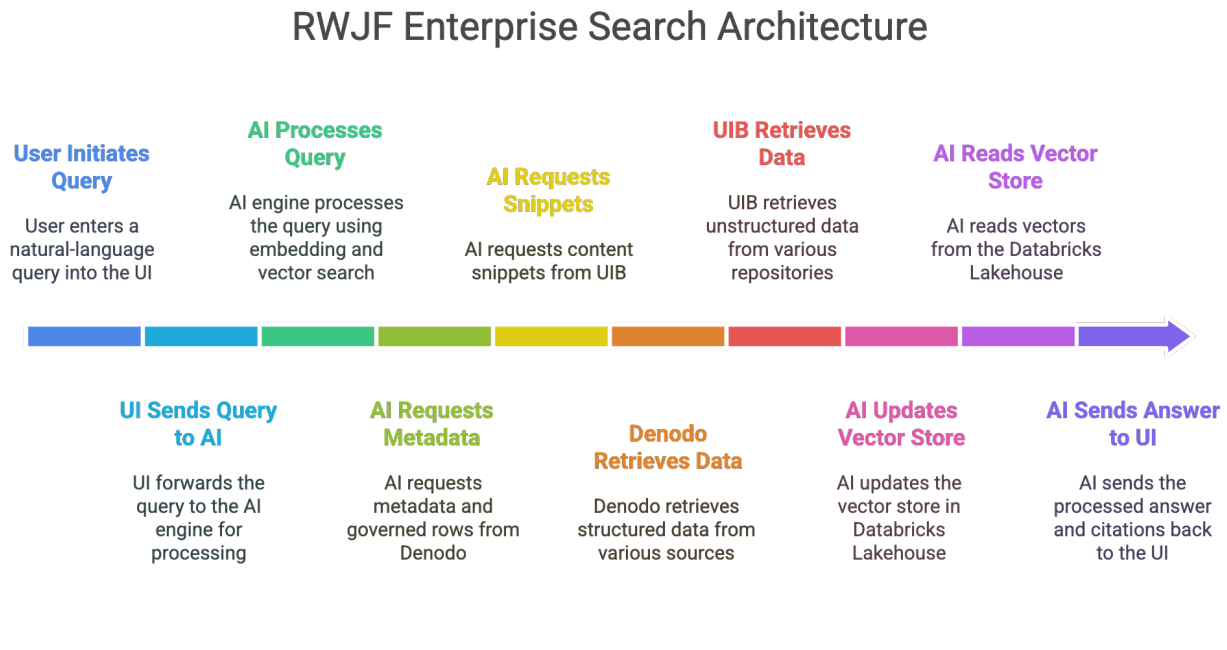 RWJF Enterprise Search Architecture
User Initiates
Query
User enters a
natural-language
query into the UI
UI Sends Query
to AI
UI forwards the
query to the AI
engine for
processing
AI Processes
Query
AI engine processes
the query using
embedding and
vector search
AI Requests
Metadata
AI requests
metadata and
governed rows from
Denodo
AI Requests
Snippets
AI requests content
snippets from UIB
Denodo
Retrieves Data
Denodo retrieves
structured data from
various sources
UIB Retrieves
Data
UIB retrieves
unstructured data
from various
repositories
AI Updates
Vector Store
AI updates the
vector store in
Databricks
Lakehouse
AI Reads Vector
Store
AI reads vectors
from the Databricks
Lakehouse
AI Sends Answer
to UI
AI sends the
processed answer
and citations back
to the UI